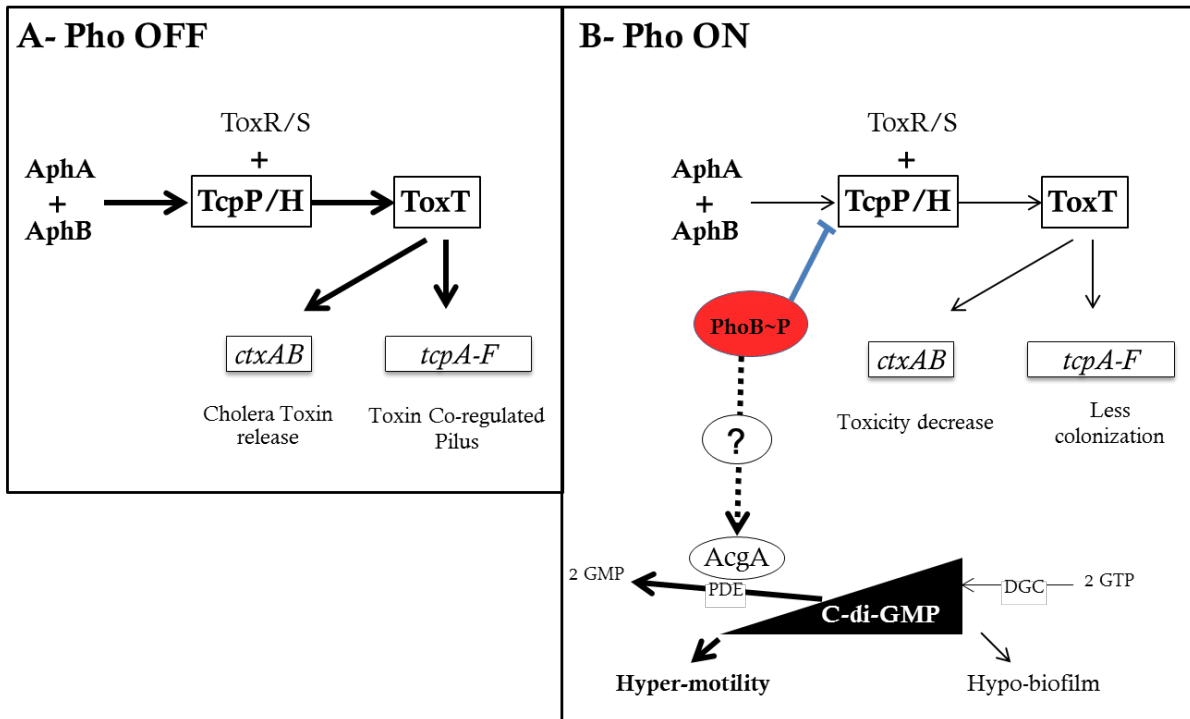 A- Pho OFF
ToxR/S
+
AphA
+
AphB
TcpP/H
ToxT
ctxAB
tcpA-F
Cholera Toxin
release
Toxin Co-regulated
Pilus
B- Pho ON
ToxR/S
+
AphA
+
AphB
TcpP/H
ToxT
PhoB~P
ctxAB
tcpA-F
Toxicity decrease
Less
colonization
?
AcgA
2 GMP
PDE
C-di-GMP
DGC
2 GTP
Hyper-motility
Hypo-biofilm